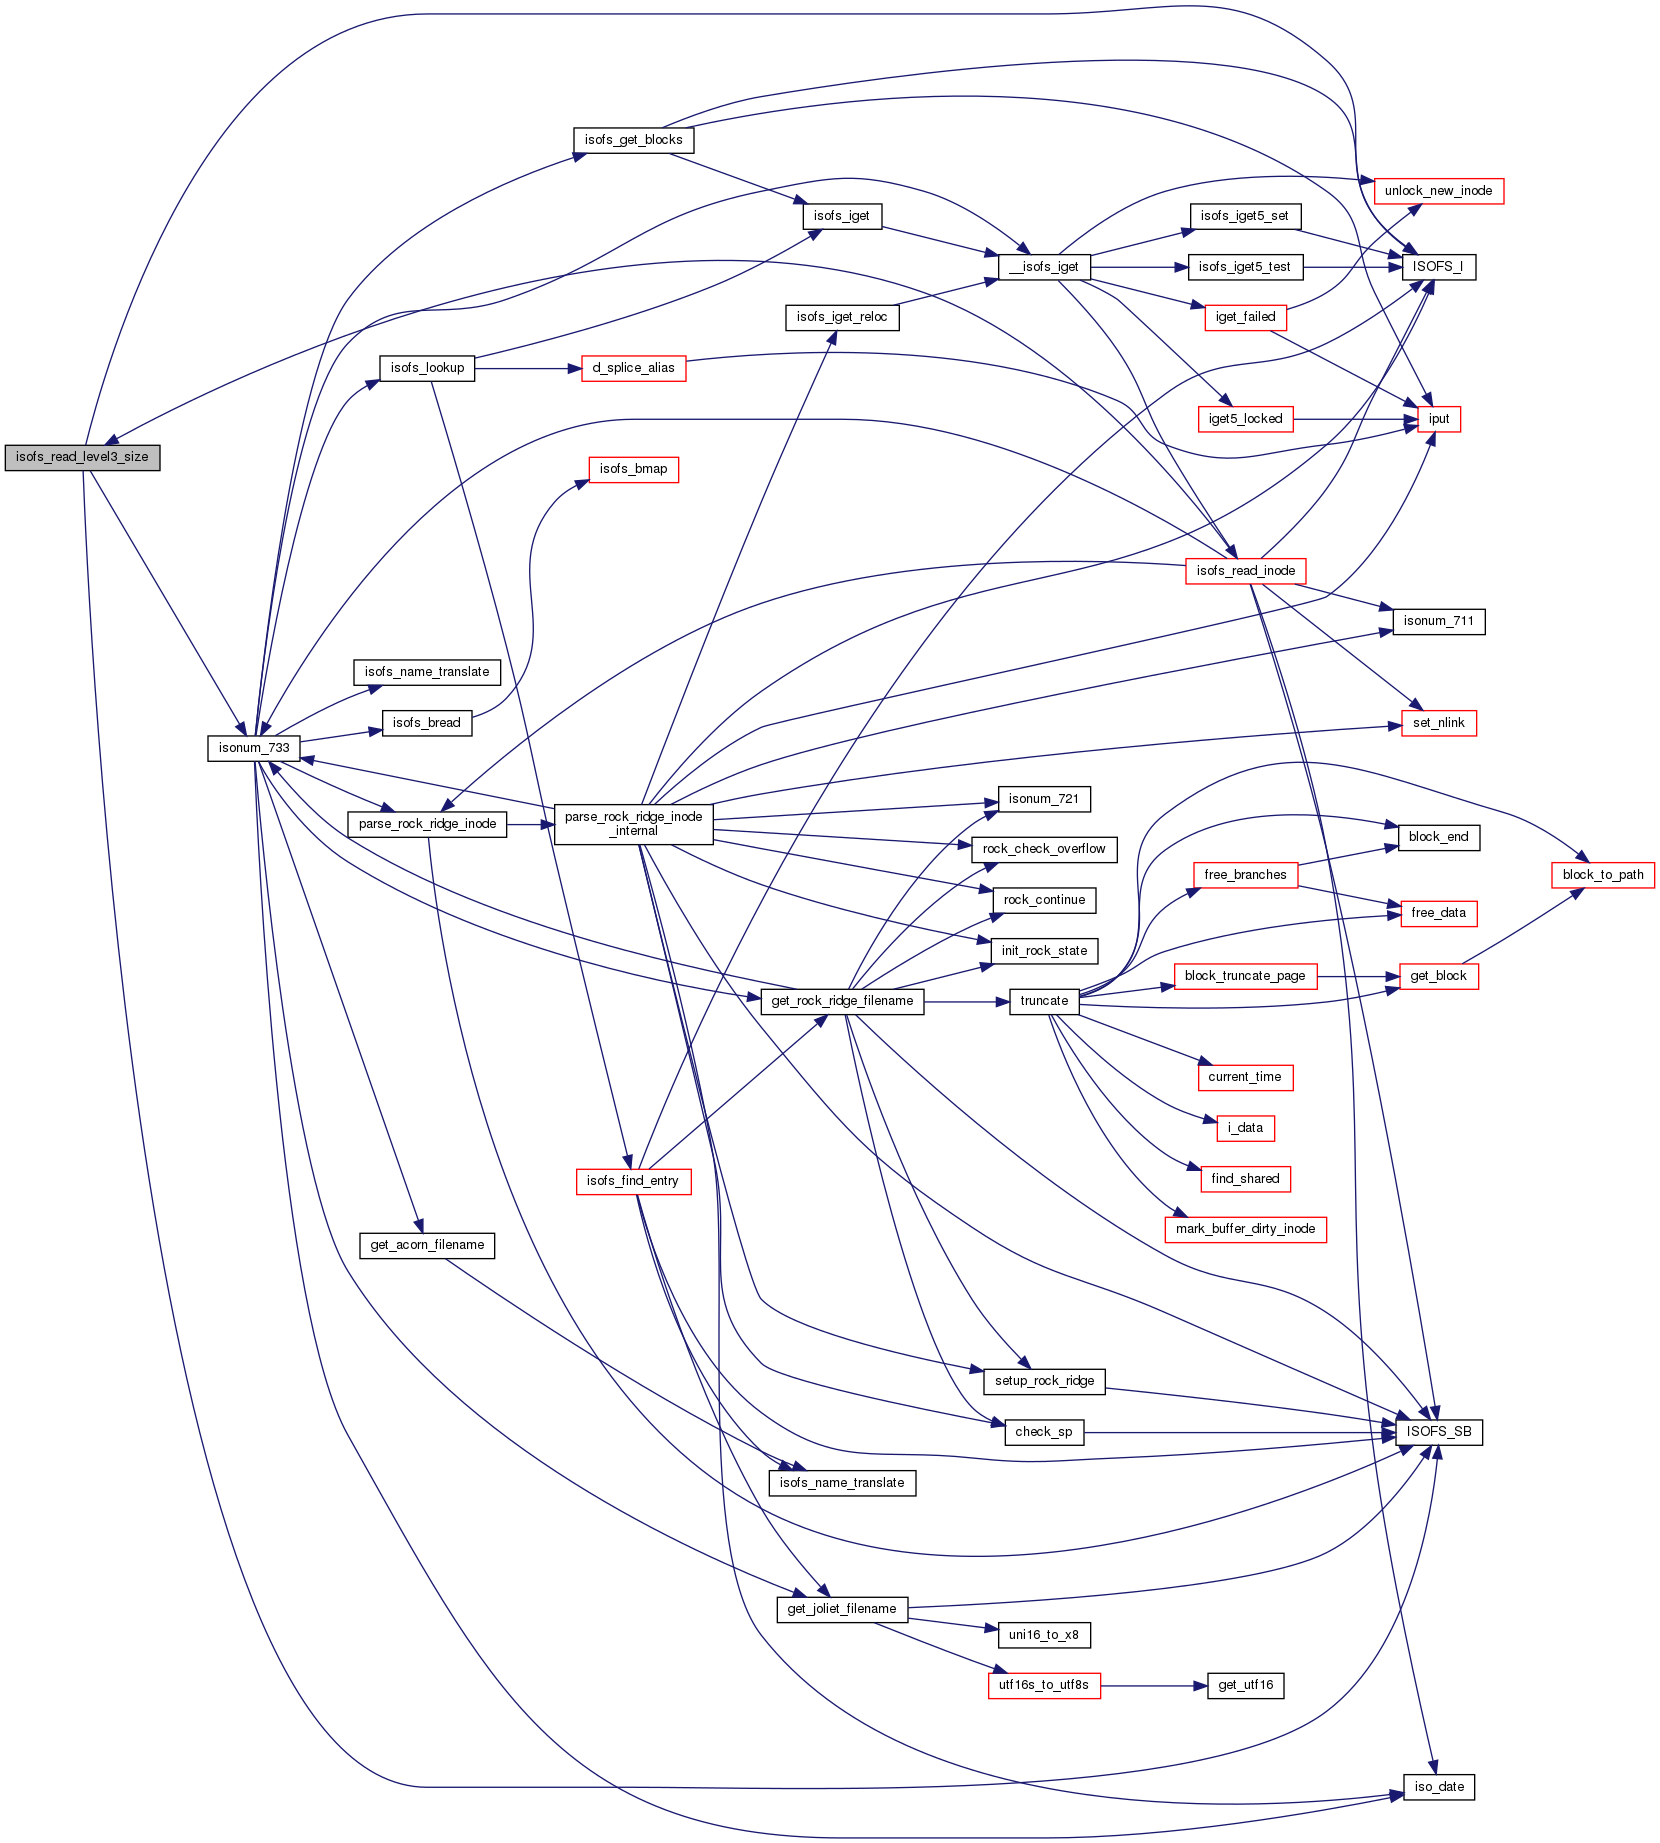 isofs_get_blocks
unlock_new_inode
isofs_iget
isofs_iget5_set
__isofs_iget
isofs_iget5_test
ISOFS_I
isofs_iget_reloc
iget_failed
isofs_lookup
d_splice_alias
iget5_locked
iput
isofs_read_level3_size
isofs_bmap
isofs_read_inode
isonum_711
isofs_name_translate
isofs_bread
set_nlink
isonum_733
isonum_721
parse_rock_ridge_inode
parse_rock_ridge_inode
_internal
block_end
rock_check_overflow
free_branches
block_to_path
rock_continue
free_data
init_rock_state
block_truncate_page
get_block
get_rock_ridge_filename
truncate
current_time
i_data
isofs_find_entry
find_shared
mark_buffer_dirty_inode
get_acorn_filename
setup_rock_ridge
check_sp
ISOFS_SB
isofs_name_translate
get_joliet_filename
uni16_to_x8
utf16s_to_utf8s
get_utf16
iso_date